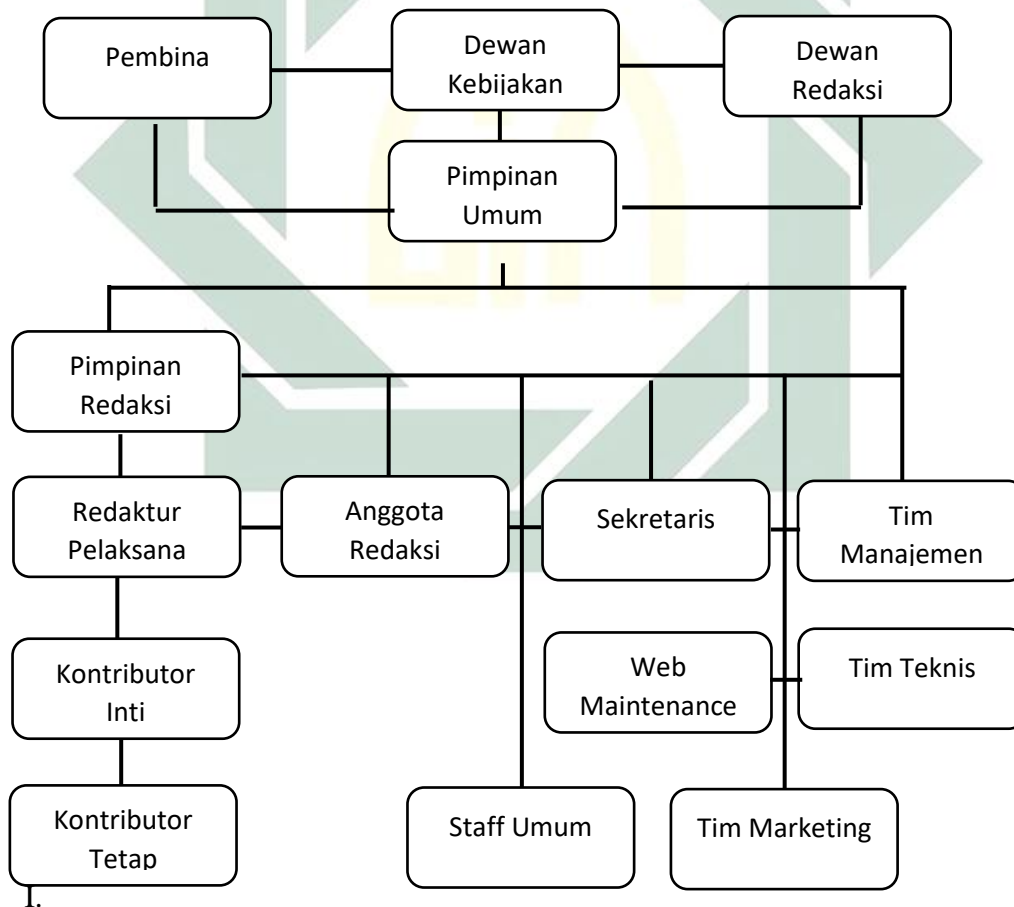 Pembina
Dewan
Kebijakan
Dewan
Redaksi
Pimpinan
Umum
Pimpinan
Redaksi
Redaktur
Pelaksana
Anggota
Redaksi
Sekretaris
Tim
Manajemen
Kontributor
Inti
Web
Maintenance
Tim Teknis
Kontributor
Tetap
Staff Umum
Tim Marketing